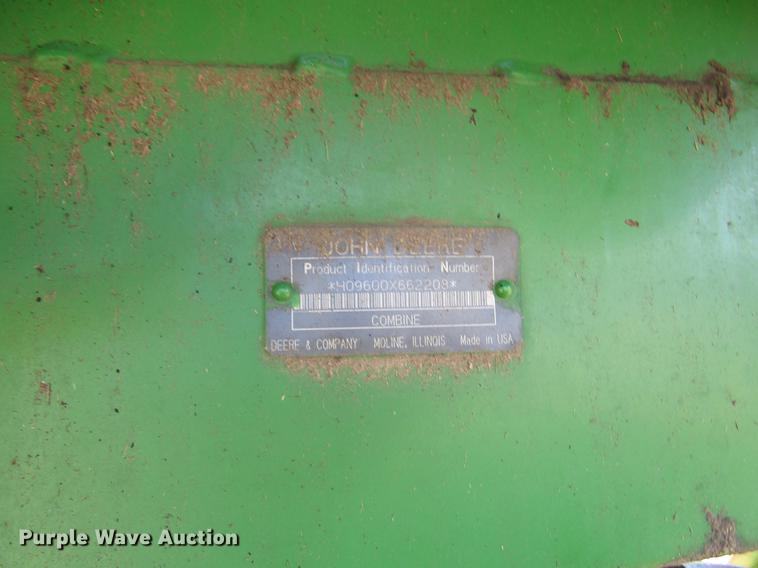 JOHN DEERE
Product Identification Number
*H09600X662208*
COMBINE
DEERE & COMPANY MOLINE, ILLINOIS Made in USA
Purple Wave Auction